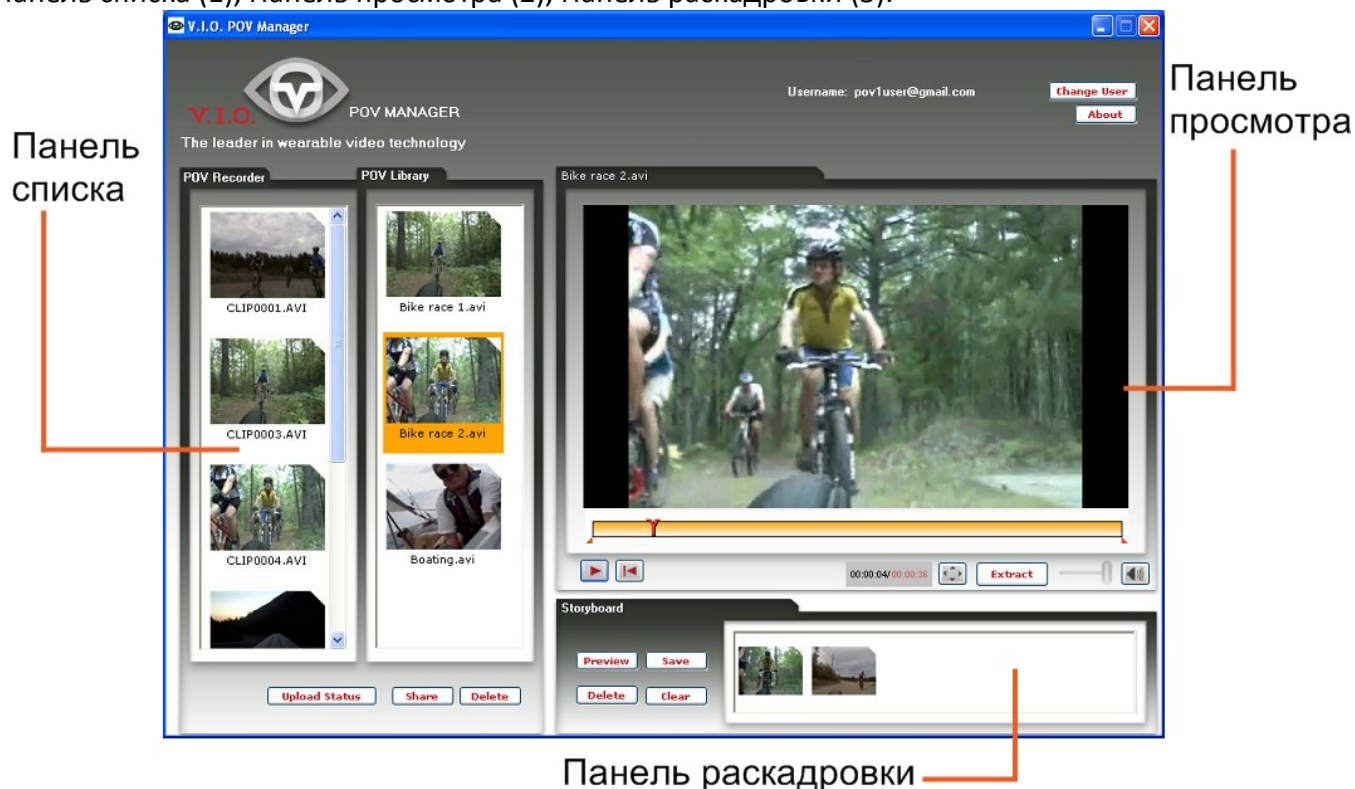 Панель списка (1), Панель просмотра (2), Панель раскадровки (3).
V.I.O. POV Manager
V.I.O.
POV MANAGER
The leader in wearable video technology
Username: pov1user@gmail.com
Change User
About
Панель
просмотра
Панель
списка
POV Recorder
POV Library
Bike race 2.avi
CLIP0001.AVI
Bike race 1.avi
CLIP0003.AVI
Bike race 2.avi
CLIP0004.AVI
Boating.avi
00:00:04/00:00:36
Extract
Storyboard
Preview
Save
Delete
Clear
Upload Status
Share
Delete
Панель раскадровки